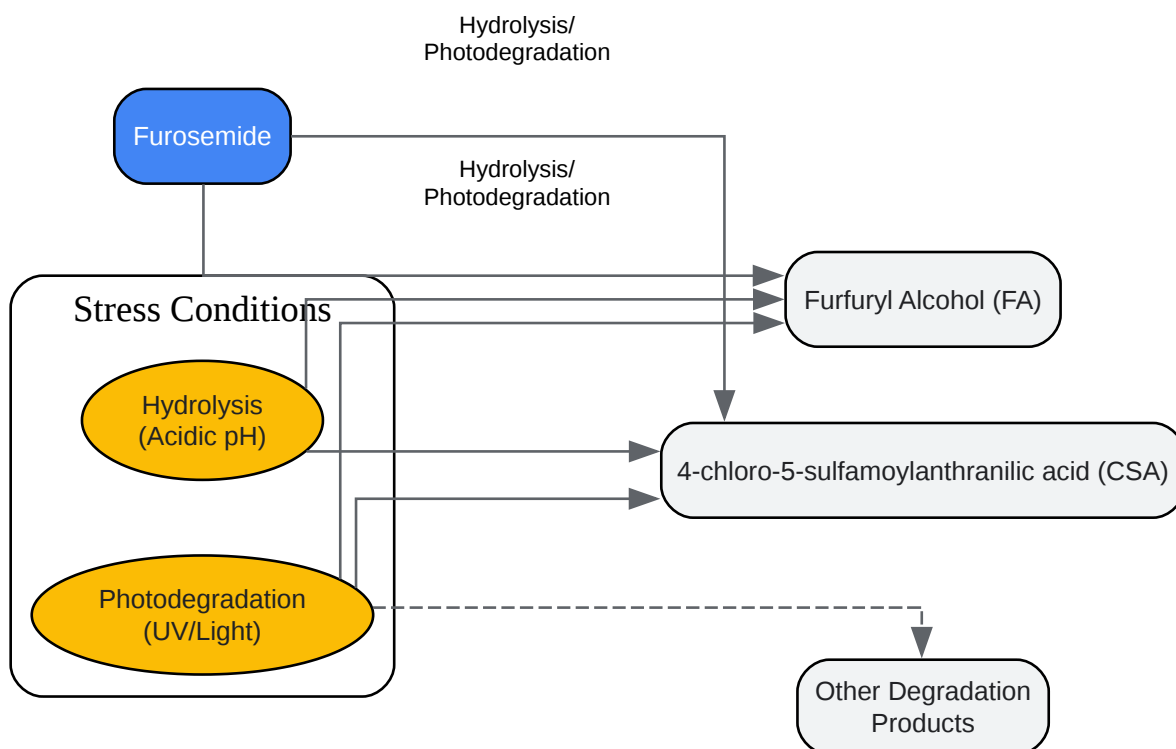 Hydrolysis/
Photodegradation
Furosemide
Hydrolysis/
Photodegradation
Stress Conditions
Furfuryl Alcohol (FA)
Hydrolysis
(Acidic pH)
4-chloro-5-sulfamoylanthranilic acid (CSA)
Photodegradation
(UV/Light)
Other Degradation
Products